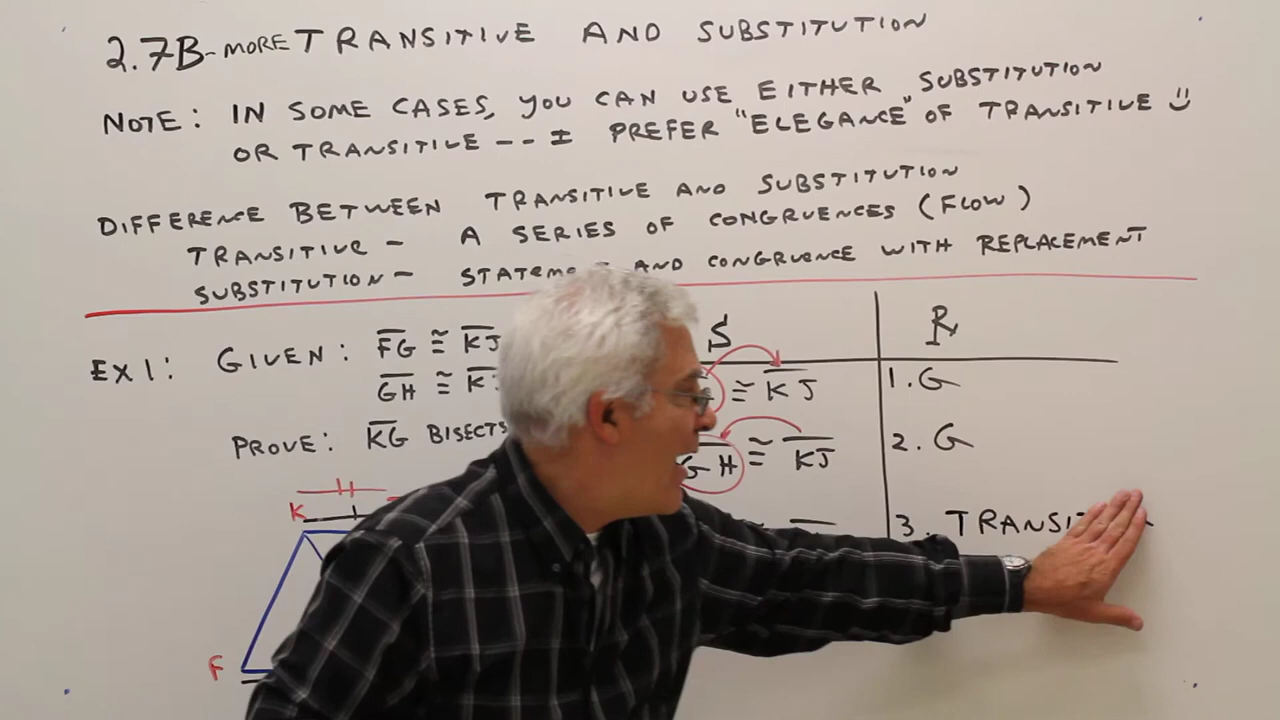 2.7B - MORE TRANSITIVE AND SUBSTITUTION
NOTE: IN SOME CASES, YOU CAN USE EITHER SUBSTITUTION
OR TRANSITIVE -- I PREFER "ELEGANCE" OF TRANSITIVE
DIFFERENCE BETWEEN TRANSITIVE AND SUBSTITUTION
TRANSITIVE - A SERIES OF CONGRUENCES (FLOW)
SUBSTITUTION - AND CONGRUENCE WITH REPLACEMENT
EX 1: GIVEN: FG ≅ KJ
GH ≅
PROVE: KG BISECTS
K
F
S
≅ KJ
GH ≅ KJ
≅
R
1. G
2. G
3.